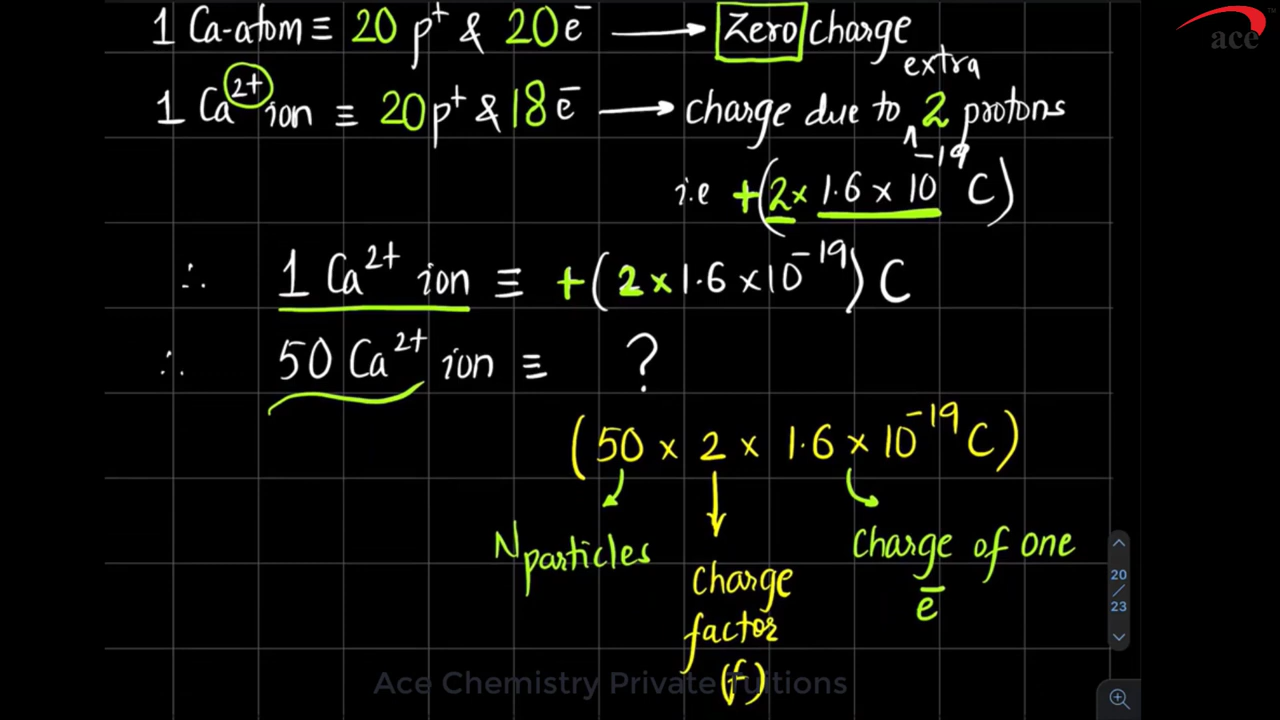 ace
1 Ca-atom ≡ 20 p⁺ & 20 e⁻ ⟶ Zero charge
extra
1 Ca²⁺ ion ≡ 20 p⁺ & 18 e⁻ ⟶ charge due to ^ 2 protons
i.e +(2 × 1.6 × 10⁻¹⁹ C)
∴ 1 Ca²⁺ ion ≡ +(2 × 1.6 × 10⁻¹⁹) C
∴ 50 Ca²⁺ ion ≡ ?
(50 × 2 × 1.6 × 10⁻¹⁹ C)
Nparticles
Charge of one
e⁻
charge
factor
(f)
20
/
23
Ace Chemistry Private Tuitions